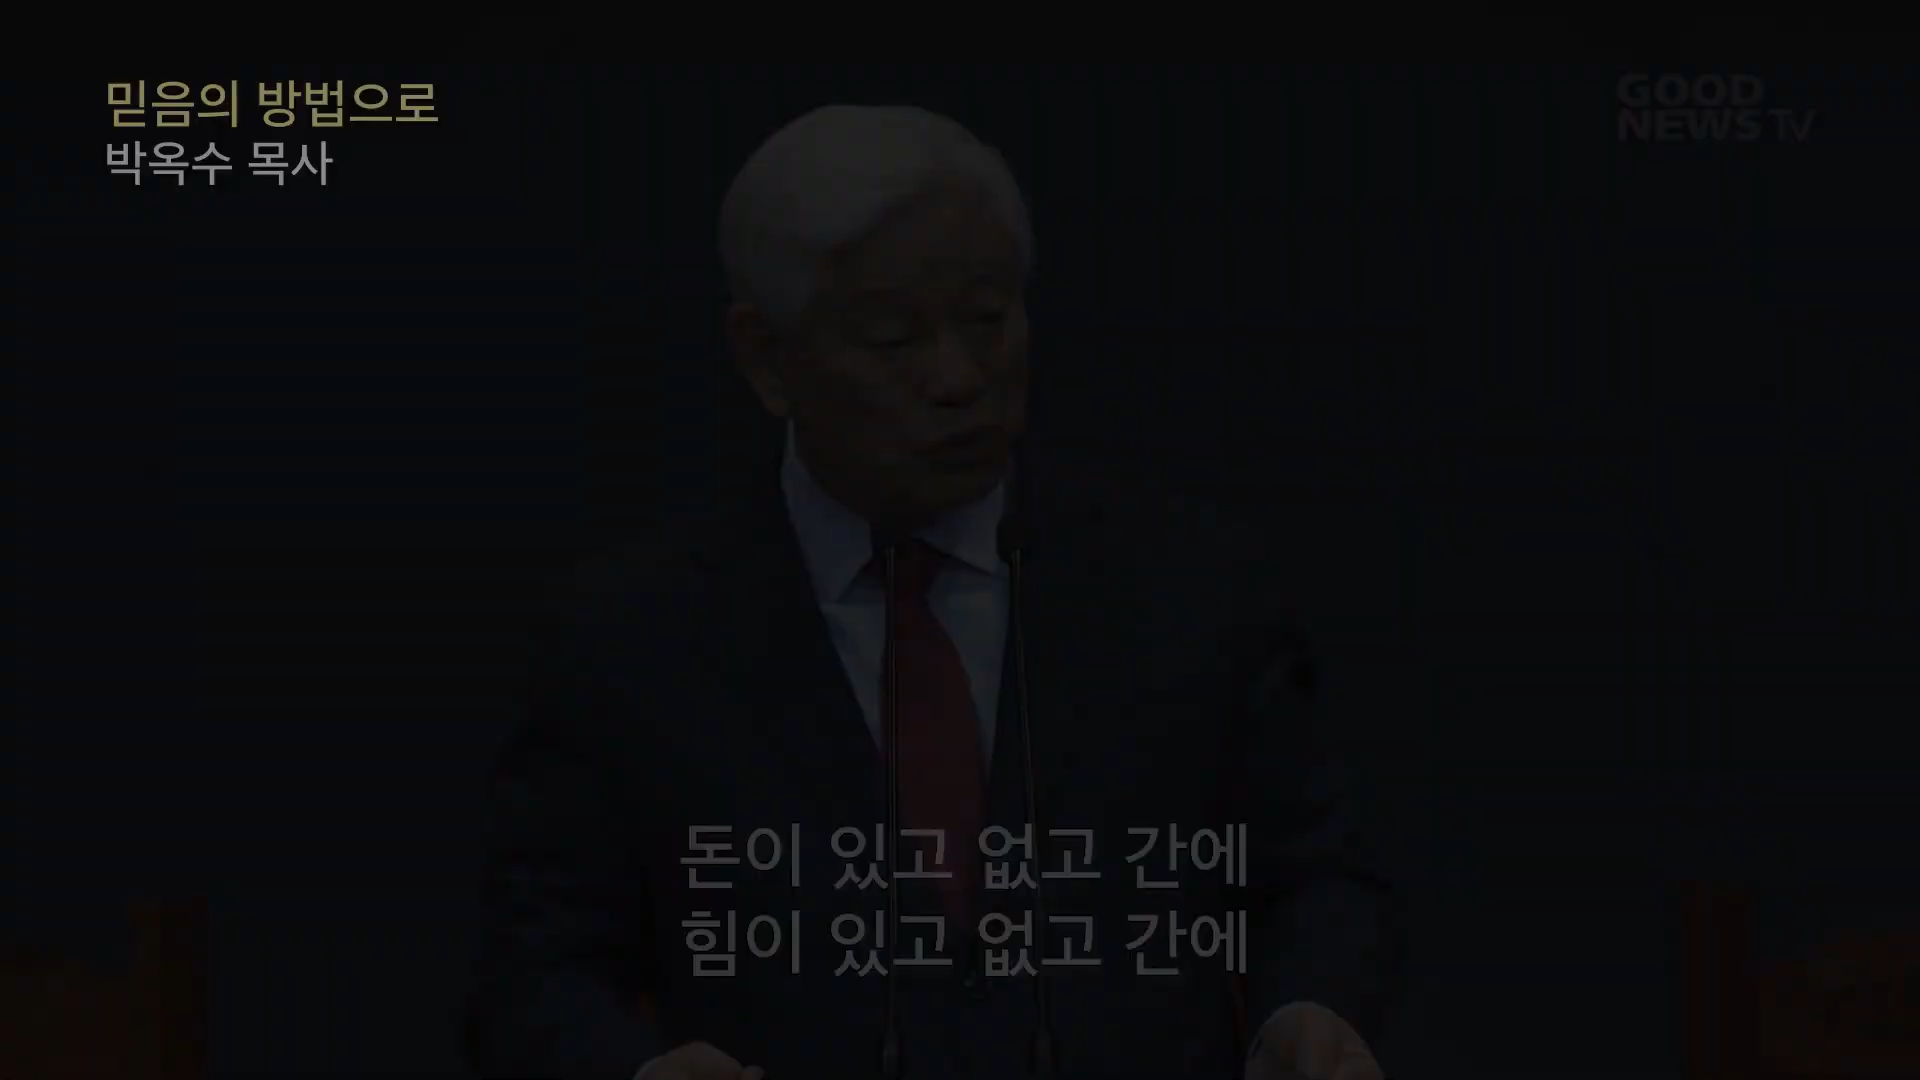 믿음의 방법으로
박옥수 목사
GOOD
NEWS TV
돈이 있고 없고 간에
힘이 있고 없고 간에